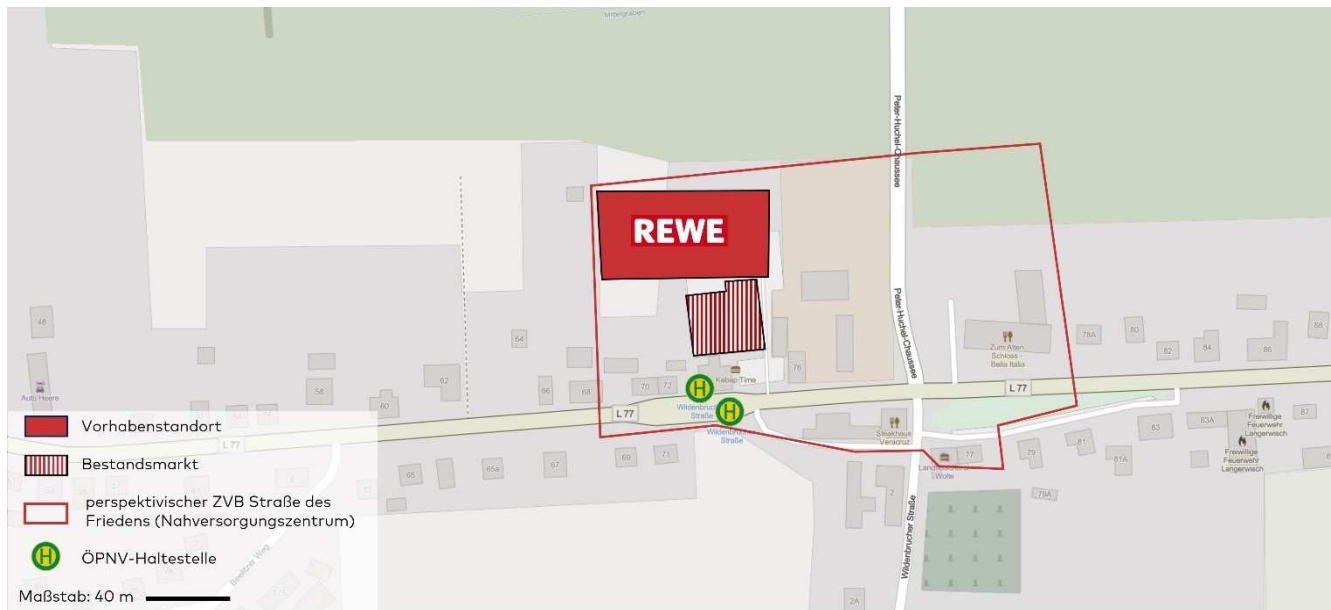 Mittelgraben
Peter-Huchel-Chaussee
REWE
Peter-Huchel-Chaussee
48
Auto Heere
58
60
62
64
66
68
70
72
Kebap Time
76
Zum Alten
Schloss -
Bella Italia
78A
80
82
84
86
88
L 77
L 77
L 77
Wildenbrucher
Straße
Wildenbrucher
Straße
Steakhaus
Veracruz
65
65a
67
69
71
77
79
79A
81
81A
83
83A
87
Freiwillige
Feuerwehr
Langerwisch
Freiwillige
Feuerwehr
Langerwisch
2
2A
Wildenbrucher Straße
Beelitzer Weg
Vorhabenstandort
Bestandsmarkt
perspektivischer ZVB Straße des
Friedens (Nahversorgungszentrum)
H
H
H
ÖPNV-Haltestelle
Maßstab: 40 m